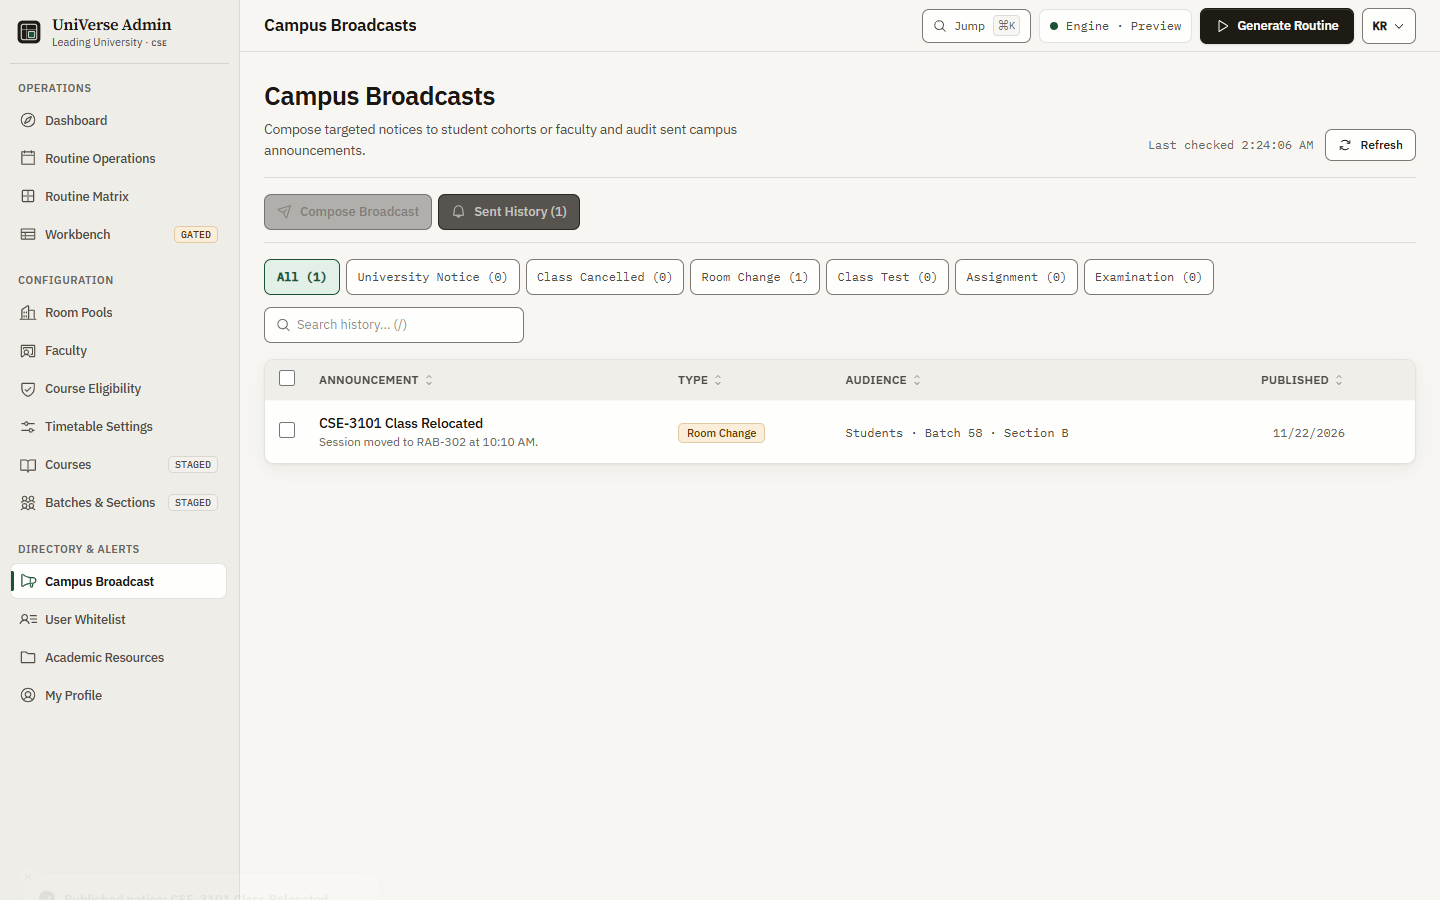 UniVerse Admin
Leading University · CSE
OPERATIONS
Dashboard
Routine Operations
Routine Matrix
Workbench GATED
CONFIGURATION
Room Pools
Faculty
Course Eligibility
Timetable Settings
Courses STAGED
Batches & Sections STAGED
DIRECTORY & ALERTS
Campus Broadcast
User Whitelist
Academic Resources
My Profile
Campus Broadcasts
Jump ⌘K
Engine · Preview
Generate Routine
KR
Campus Broadcasts
Compose targeted notices to student cohorts or faculty and audit sent campus
announcements.
Last checked 2:24:06 AM
Refresh
Compose Broadcast
Sent History (1)
All (1)
University Notice (0)
Class Cancelled (0)
Room Change (1)
Class Test (0)
Assignment (0)
Examination (0)
Search history... (/)
ANNOUNCEMENT TYPE AUDIENCE PUBLISHED
CSE-3101 Class Relocated
Session moved to RAB-302 at 10:10 AM.
Room Change
Students · Batch 58 · Section B
11/22/2026
Published notice: CSE-3101 Class Relocated